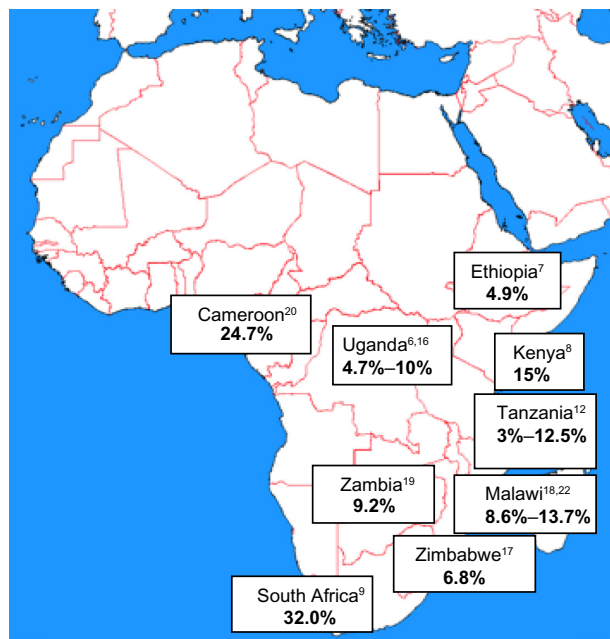 Ethiopia⁷
4.9%
Cameroon²⁰
24.7%
Uganda⁶,¹⁶
4.7%–10%
Kenya⁸
15%
Tanzania¹²
3%–12.5%
Zambia¹⁹
9.2%
Malawi¹⁸,²²
8.6%–13.7%
Zimbabwe¹⁷
6.8%
South Africa⁹
32.0%